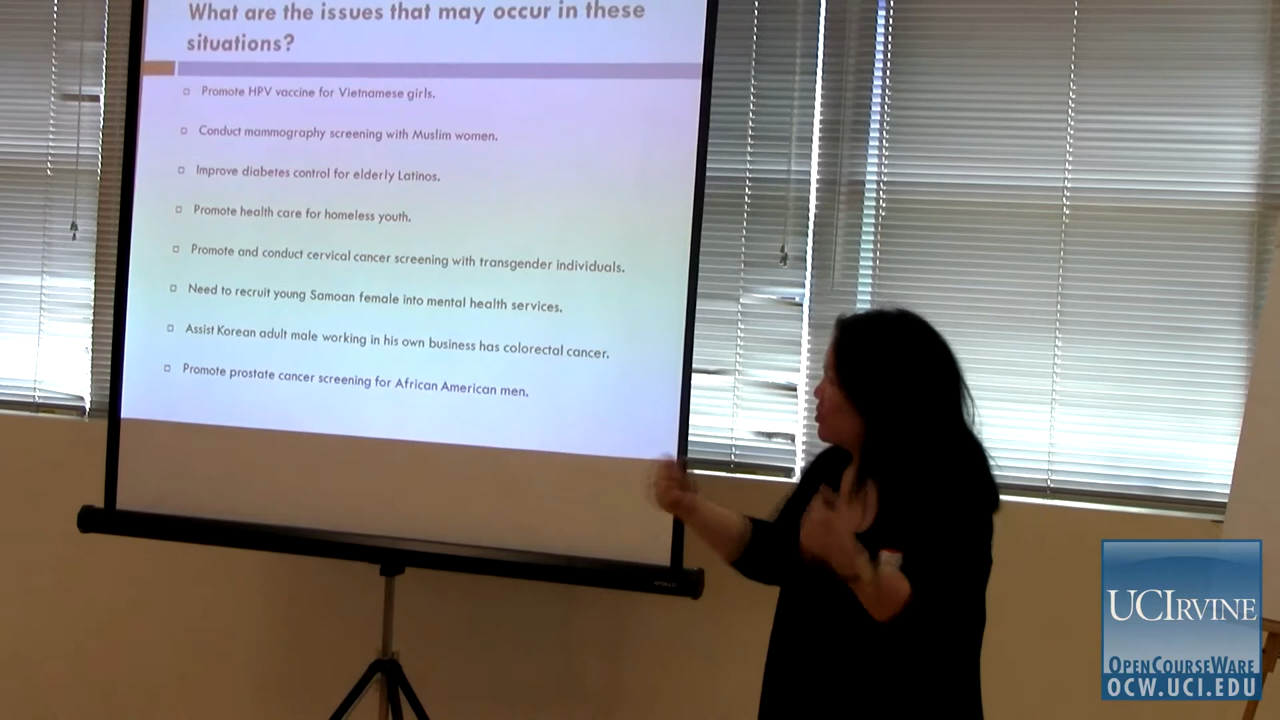 What are the issues that may occur in these
situations?
Promote HPV vaccine for Vietnamese girls.
Conduct mammography screening with Muslim women.
Improve diabetes control for elderly Latinos.
Promote health care for homeless youth.
Promote and conduct cervical cancer screening with transgender individuals.
Need to recruit young Samoan female into mental health services.
Assist Korean adult male working in his own business has colorectal cancer.
Promote prostate cancer screening for African American men.
UCIRVINE
OPENCOURSEWARE
OCW.UCI.EDU